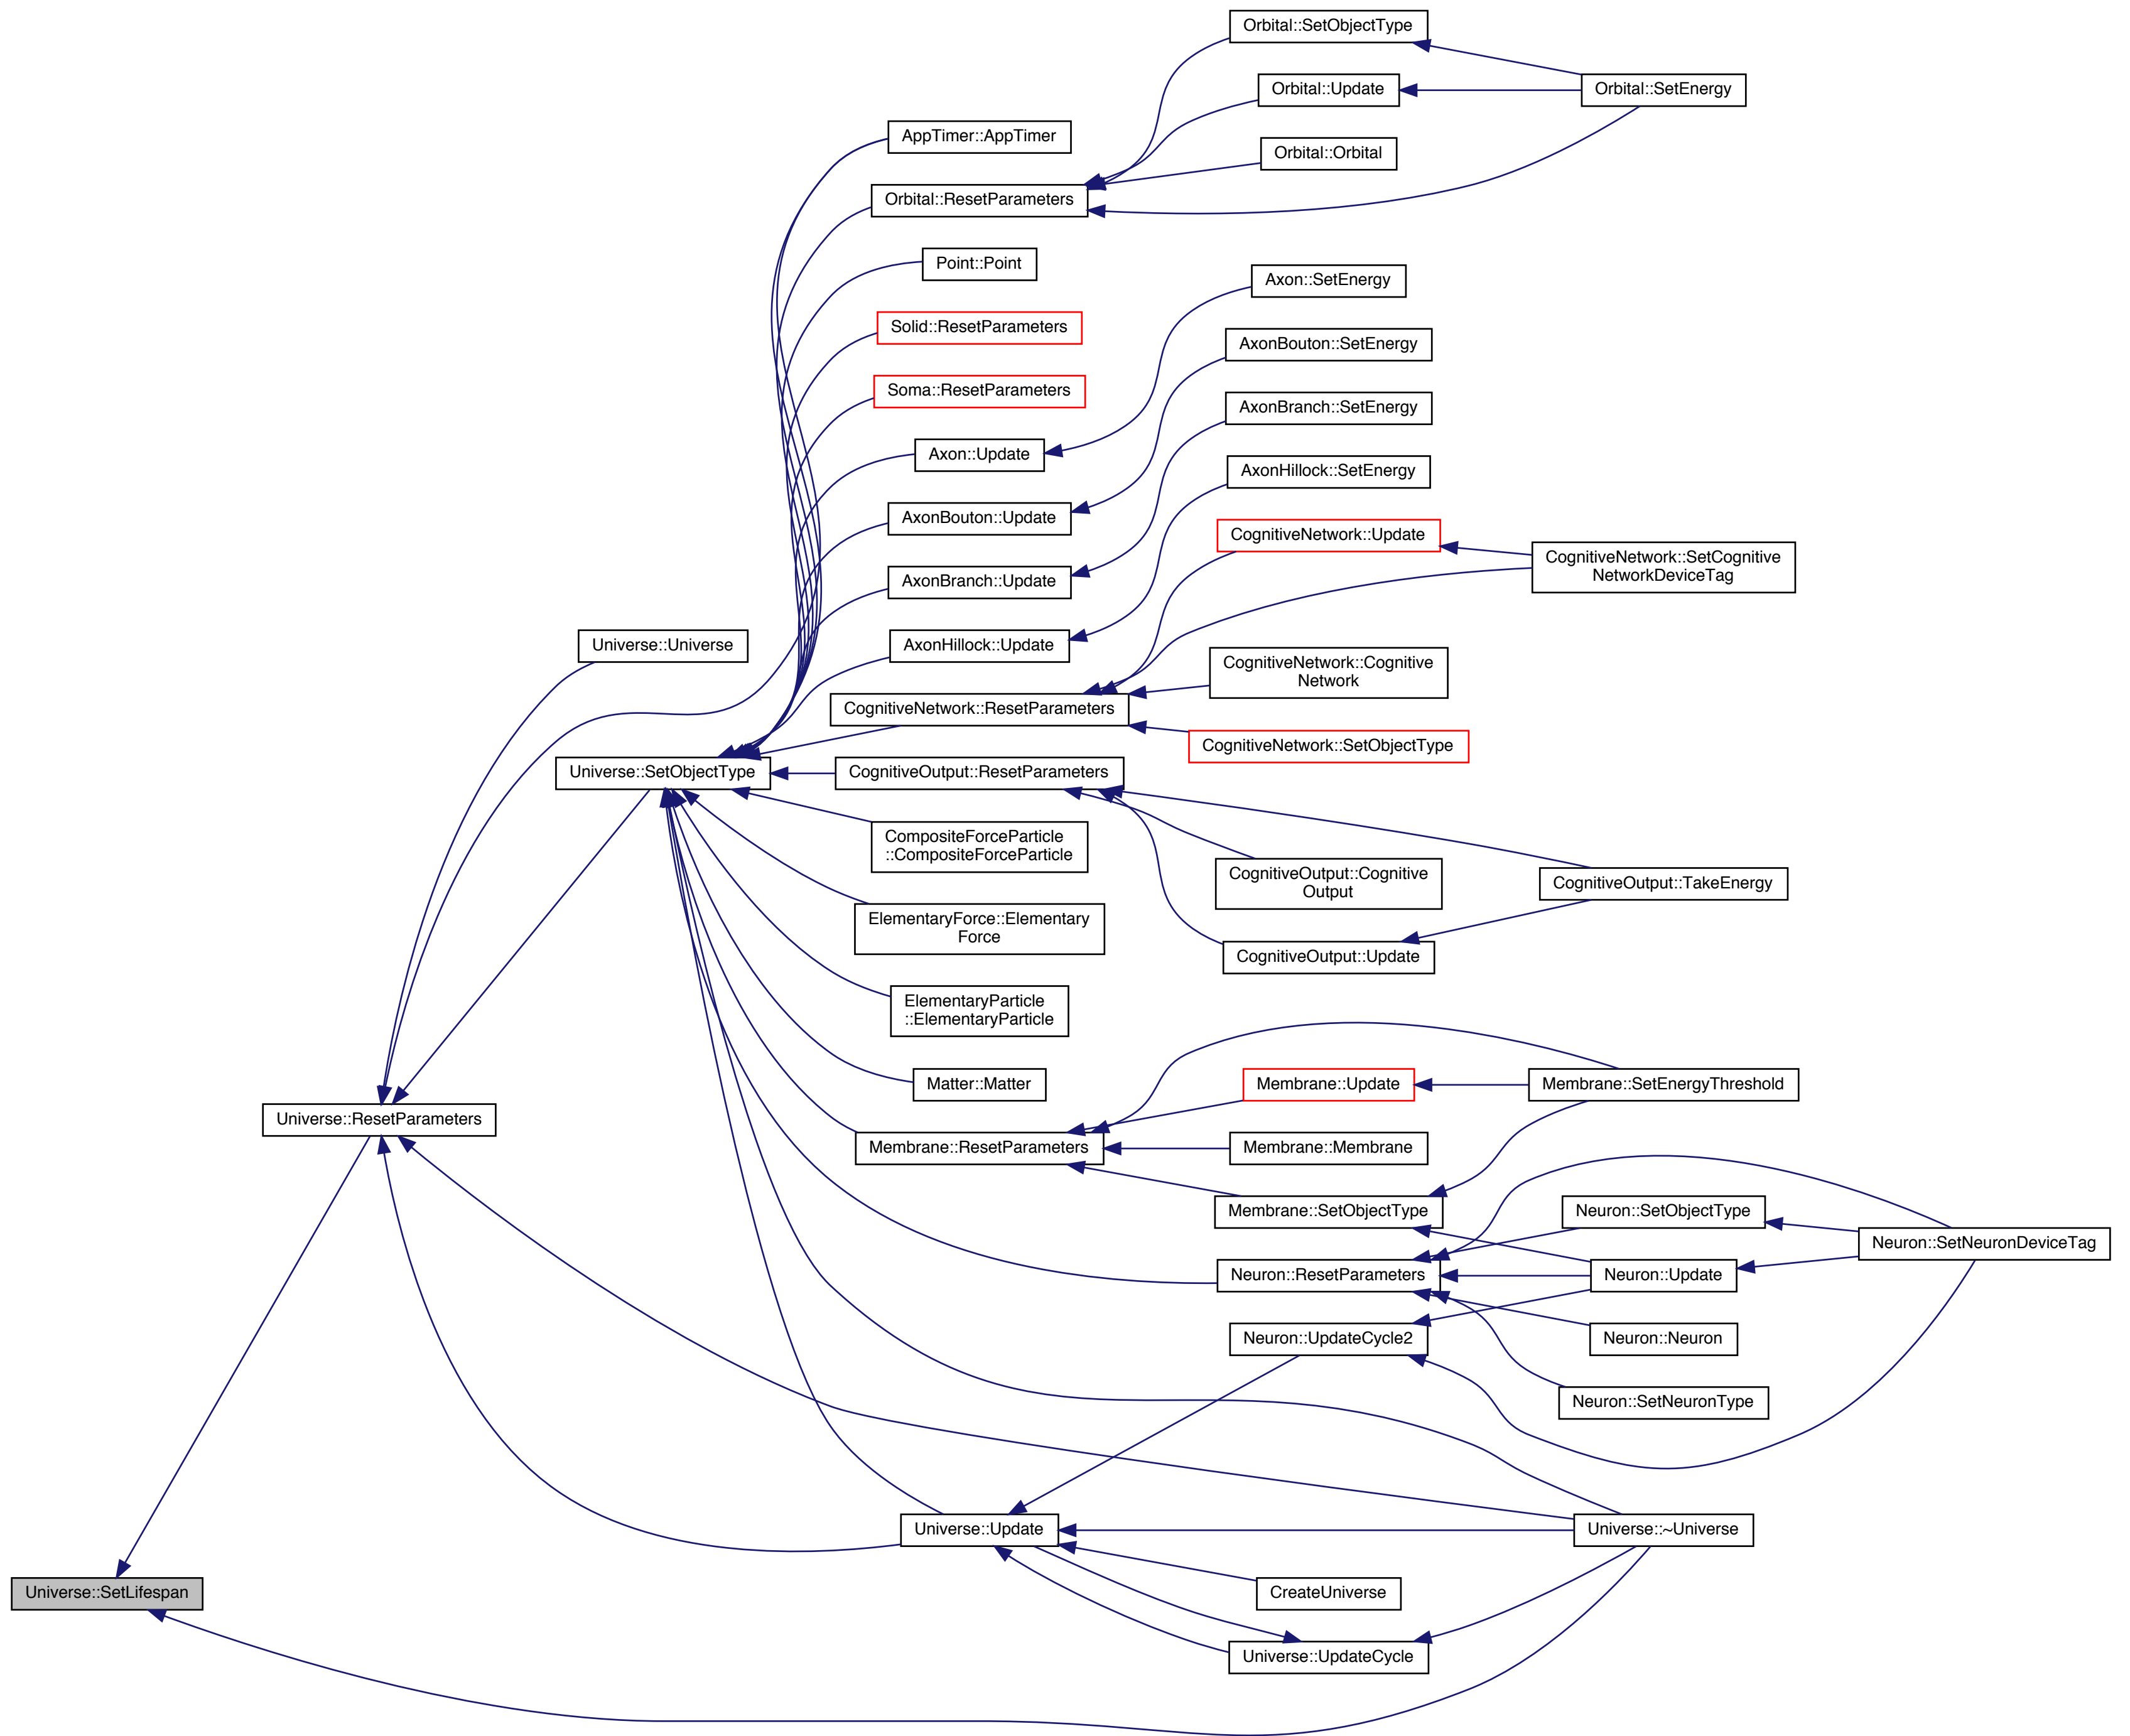 Orbital::SetObjectType
Orbital::Update
Orbital::SetEnergy
AppTimer::AppTimer
Orbital::Orbital
Orbital::ResetParameters
Point::Point
Axon::SetEnergy
Solid::ResetParameters
AxonBouton::SetEnergy
Soma::ResetParameters
AxonBranch::SetEnergy
Axon::Update
AxonHillock::SetEnergy
AxonBouton::Update
CognitiveNetwork::Update
CognitiveNetwork::SetCognitive
NetworkDeviceTag
AxonBranch::Update
Universe::Universe
AxonHillock::Update
CognitiveNetwork::Cognitive
Network
CognitiveNetwork::ResetParameters
CognitiveNetwork::SetObjectType
Universe::SetObjectType
CognitiveOutput::ResetParameters
CompositeForceParticle
::CompositeForceParticle
CognitiveOutput::Cognitive
Output
CognitiveOutput::TakeEnergy
ElementaryForce::Elementary
Force
CognitiveOutput::Update
ElementaryParticle
::ElementaryParticle
Matter::Matter
Membrane::Update
Membrane::SetEnergyThreshold
Universe::ResetParameters
Membrane::ResetParameters
Membrane::Membrane
Membrane::SetObjectType
Neuron::SetObjectType
Neuron::SetNeuronDeviceTag
Neuron::ResetParameters
Neuron::Update
Neuron::UpdateCycle2
Neuron::Neuron
Neuron::SetNeuronType
Universe::Update
Universe::~Universe
Universe::SetLifespan
CreateUniverse
Universe::UpdateCycle